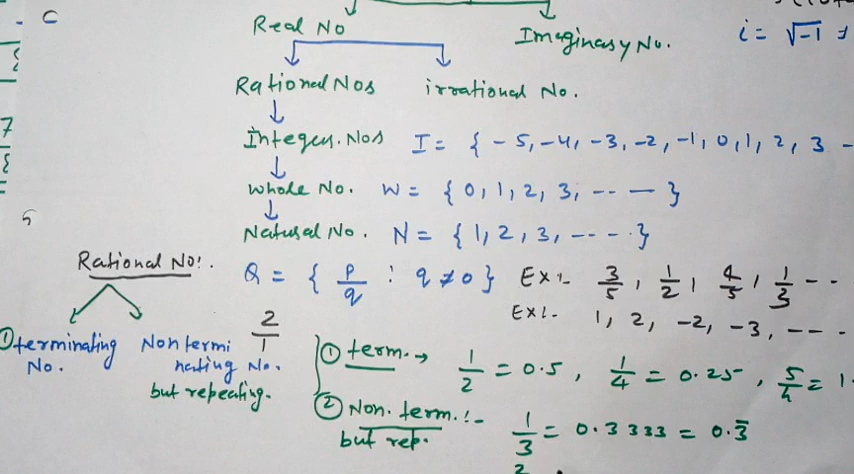 C
Real No
Imaginary No.
i = √-1
Rational Nos
irrational No.
7
Integer. Nos I = { - 5, -4, -3, -2, -1, 0, 1, 2, 3 -
Whole No. W = { 0, 1, 2, 3, -- — }
Natural No. N = { 1, 2, 3, -- - - }
Rational No:.
Q = { p/q : q ≠ 0 } Ex:- 3/5, 1/2, 4/5, 1/3 --
Ex:- 1, 2, -2, -3, -- -
① terminating No.
Non termi nating No. but repeating.
2/1
① term. → 1/2 = 0.5, 1/4 = 0.25, 5/4 = 1.
② Non. term. :- but rep. 1/3 = 0.3333 = 0.3̅
2